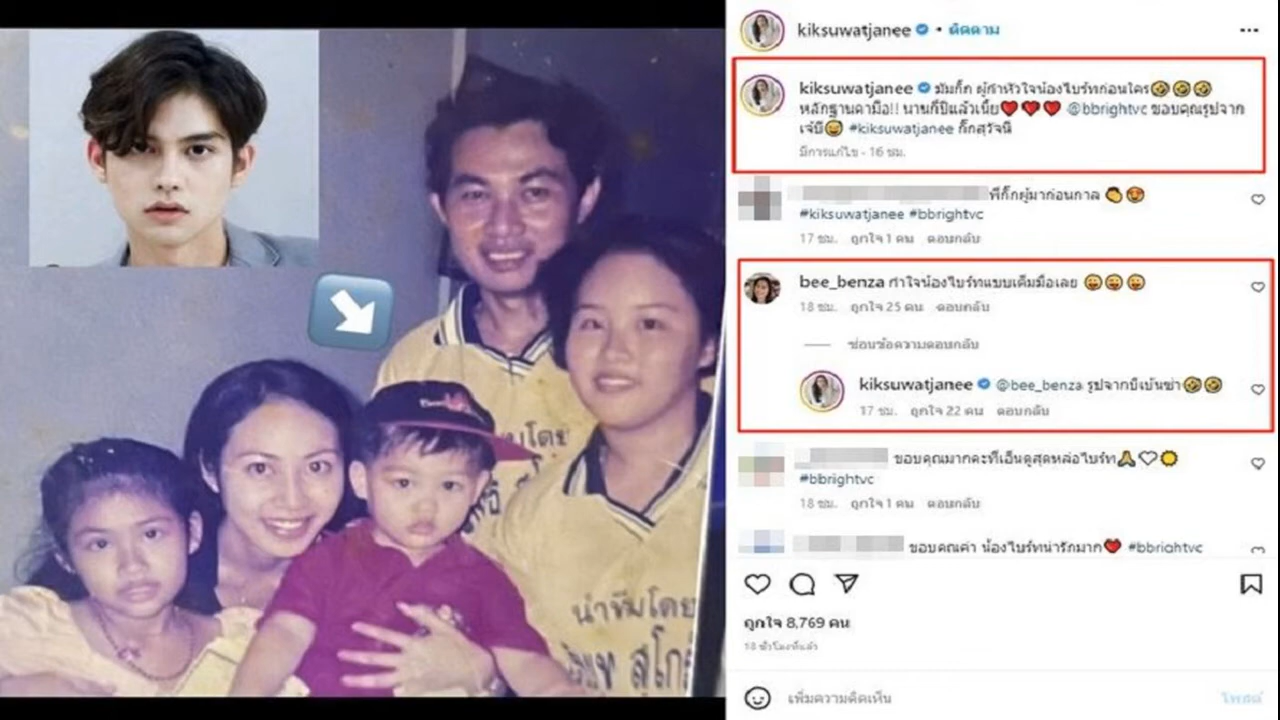 นำทีมโดย
kiksuwatjanee • ติดตาม
kiksuwatjanee มันกิ๊ก ผู้กำหัวใจน้องไบร์ทก่อนใคร🤣🤣🤣
หลักฐานคามือ!! นานกี่ปีแล้วเนี้ย❤️❤️❤️ @bbrightvc ขอบคุณรูปจาก
เจ๊บี😅 #kiksuwatjanee กิ๊กสุวัจนี
มีการแก้ไข · 16 ชม.
พี่กิ๊กผู้มาก่อนกาล 👏😍
#kiksuwatjanee #bbrightvc
17 ชม. ถูกใจ 1 คน ตอบกลับ
bee_benza กำใจน้องไบร์ทแบบเต็มมือเลย 😜😜😜
18 ชม. ถูกใจ 25 คน ตอบกลับ
ซ่อนข้อความตอบกลับ
kiksuwatjanee @bee_benza รูปจากบีเบ้นซ่า🤣🤣
17 ชม. ถูกใจ 22 คน ตอบกลับ
ขอบคุณมากคะที่เอ็นดูสุดหล่อไบร์ท🙏🤍🌞
#bbrightvc
18 ชม. ถูกใจ 1 คน ตอบกลับ
ขอบคุณค่า น้องไบร์ทน่ารักมาก❤️ #bbrightvc
ถูกใจ 8,769 คน
18 ชั่วโมงที่แล้ว
เพิ่มความคิดเห็น
โพสต์